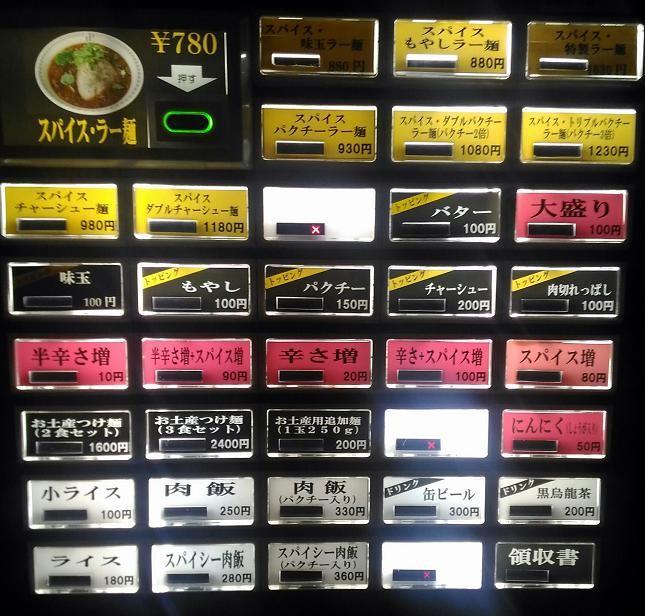 ¥780
押す
スパイス・ラー麺
スパイス・
味玉ラー麺
880円
スパイス
もやしラー麺
880円
スパイス・
特製ラー麺
スパイス
パクチーラー麺
930円
スパイス・ダブルパクチー
ラー麺(パクチー2倍)
1080円
スパイス・トリプルパクチー
ラー麺(パクチー3倍)
1230円
スパイス
チャーシュー麺
980円
スパイス
ダブルチャーシュー麺
1180円
トッピング
バター
100円
大盛り
100円
味玉
100円
トッピング
もやし
100円
トッピング
パクチー
150円
トッピング
チャーシュー
200円
トッピング
肉切れっぱし
100円
半辛さ増
10円
半辛さ増+スパイス増
90円
辛さ増
20円
辛さ+スパイス増
100円
スパイス増
80円
お土産つけ麺
(2食セット)
1600円
お土産つけ麺
(3食セット)
2400円
お土産用追加麺
(1玉250g)
200円
にんにく(しょうが入り)
50円
小ライス
100円
肉飯
250円
肉飯
(パクチー入り)
330円
ドリンク
缶ビール
300円
ドリンク
黒烏龍茶
200円
ライス
180円
スパイシー肉飯
280円
スパイシー肉飯
(パクチー入り)
360円
領収書